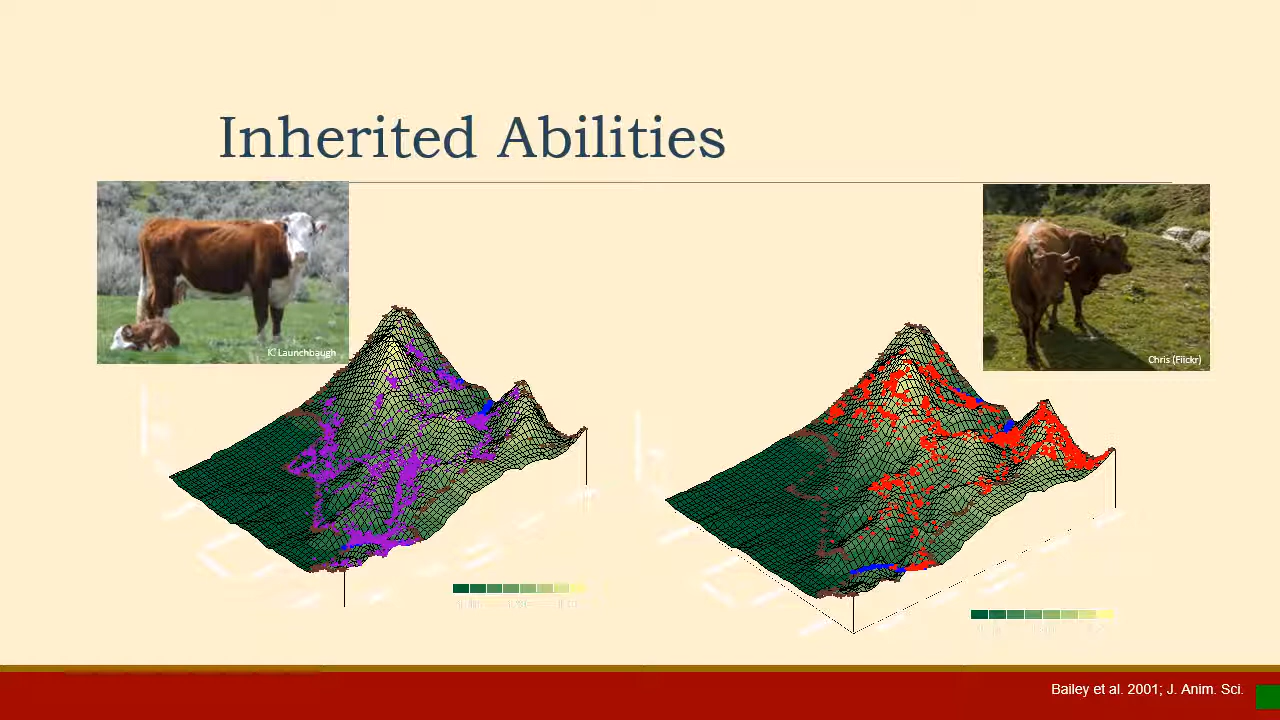 Inherited Abilities
K. Launchbaugh
Chris (Flickr)
Bailey et al. 2001; J. Anim. Sci.